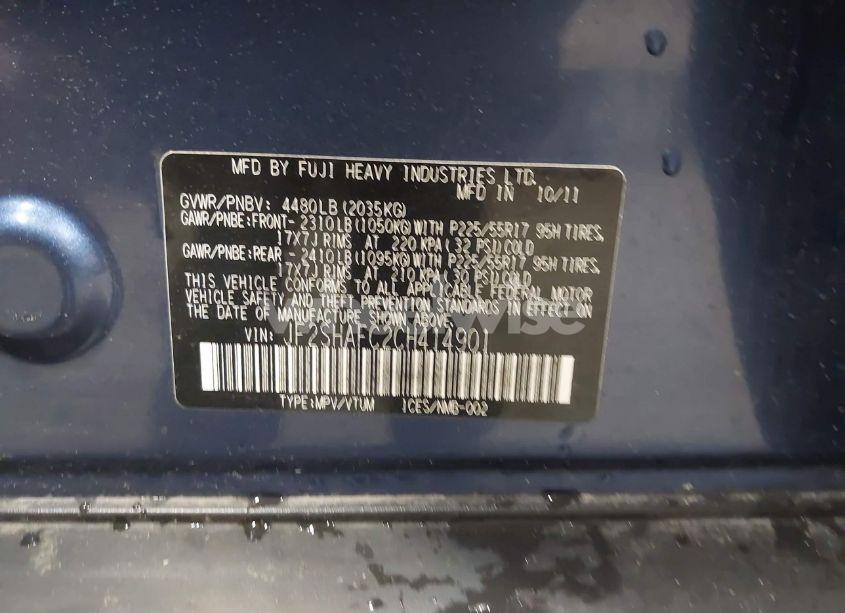 MFD BY FUJI HEAVY INDUSTRIES LTD.
MFD IN 10/11
GVWR/PNBV: 4480LB(2035KG)
GAWR/PNBE:FRONT-2310LB(1050KG)WITH P225/55R17 95H TIRES,
17X7J RIMS AT 220 KPA(32 PSI)COLD
GAWR/PNBE:REAR -2410LB(1095KG)WITH P225/55R17 95H TIRES,
17X7J RIMS AT 210 KPA(30 PSI)COLD
THIS VEHICLE CONFORMS TO ALL APPLICABLE FEDERAL MOTOR
VEHICLE SAFETY AND THEFT PREVENTION STANDARDS IN EFFECT ON
THE DATE OF MANUFACTURE SHOWN ABOVE.
VIN: JF2SHAFC2CH414901
TYPE:MPV/VTUM ICES/NMB-002